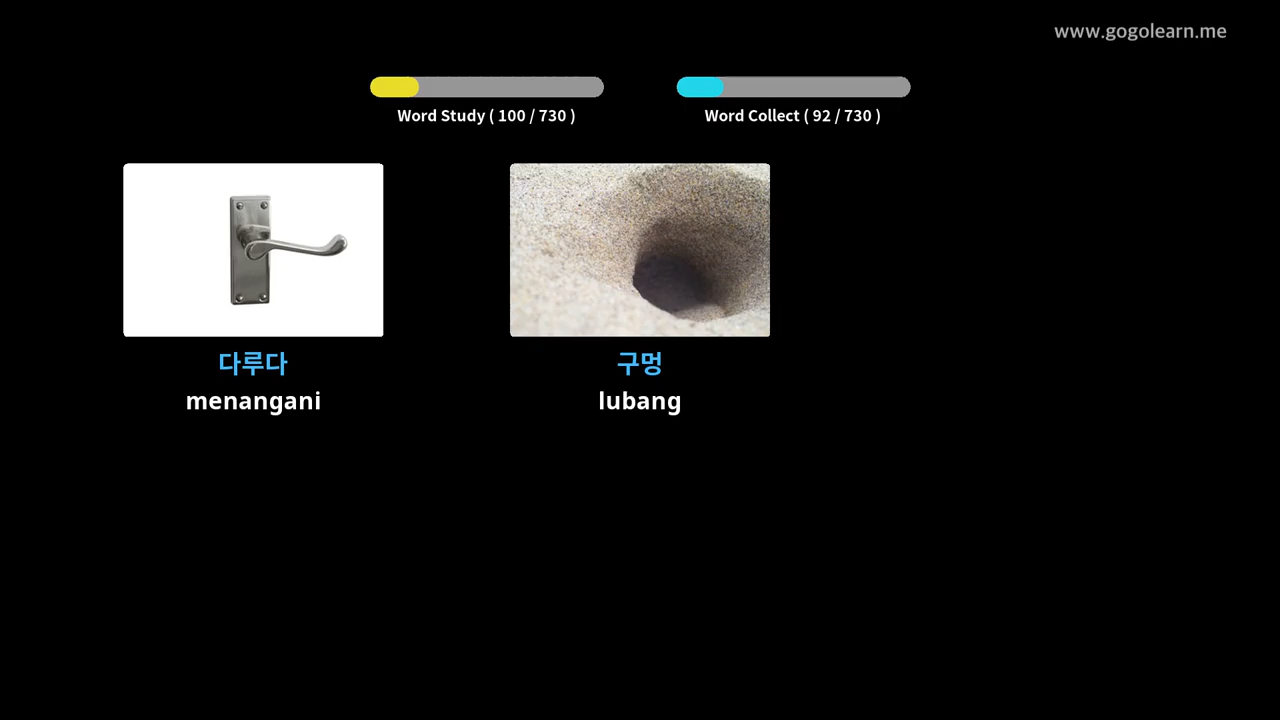 www.gogolearn.me
Word Study ( 100 / 730 )
Word Collect ( 92 / 730 )
다루다
menangani
구멍
lubang